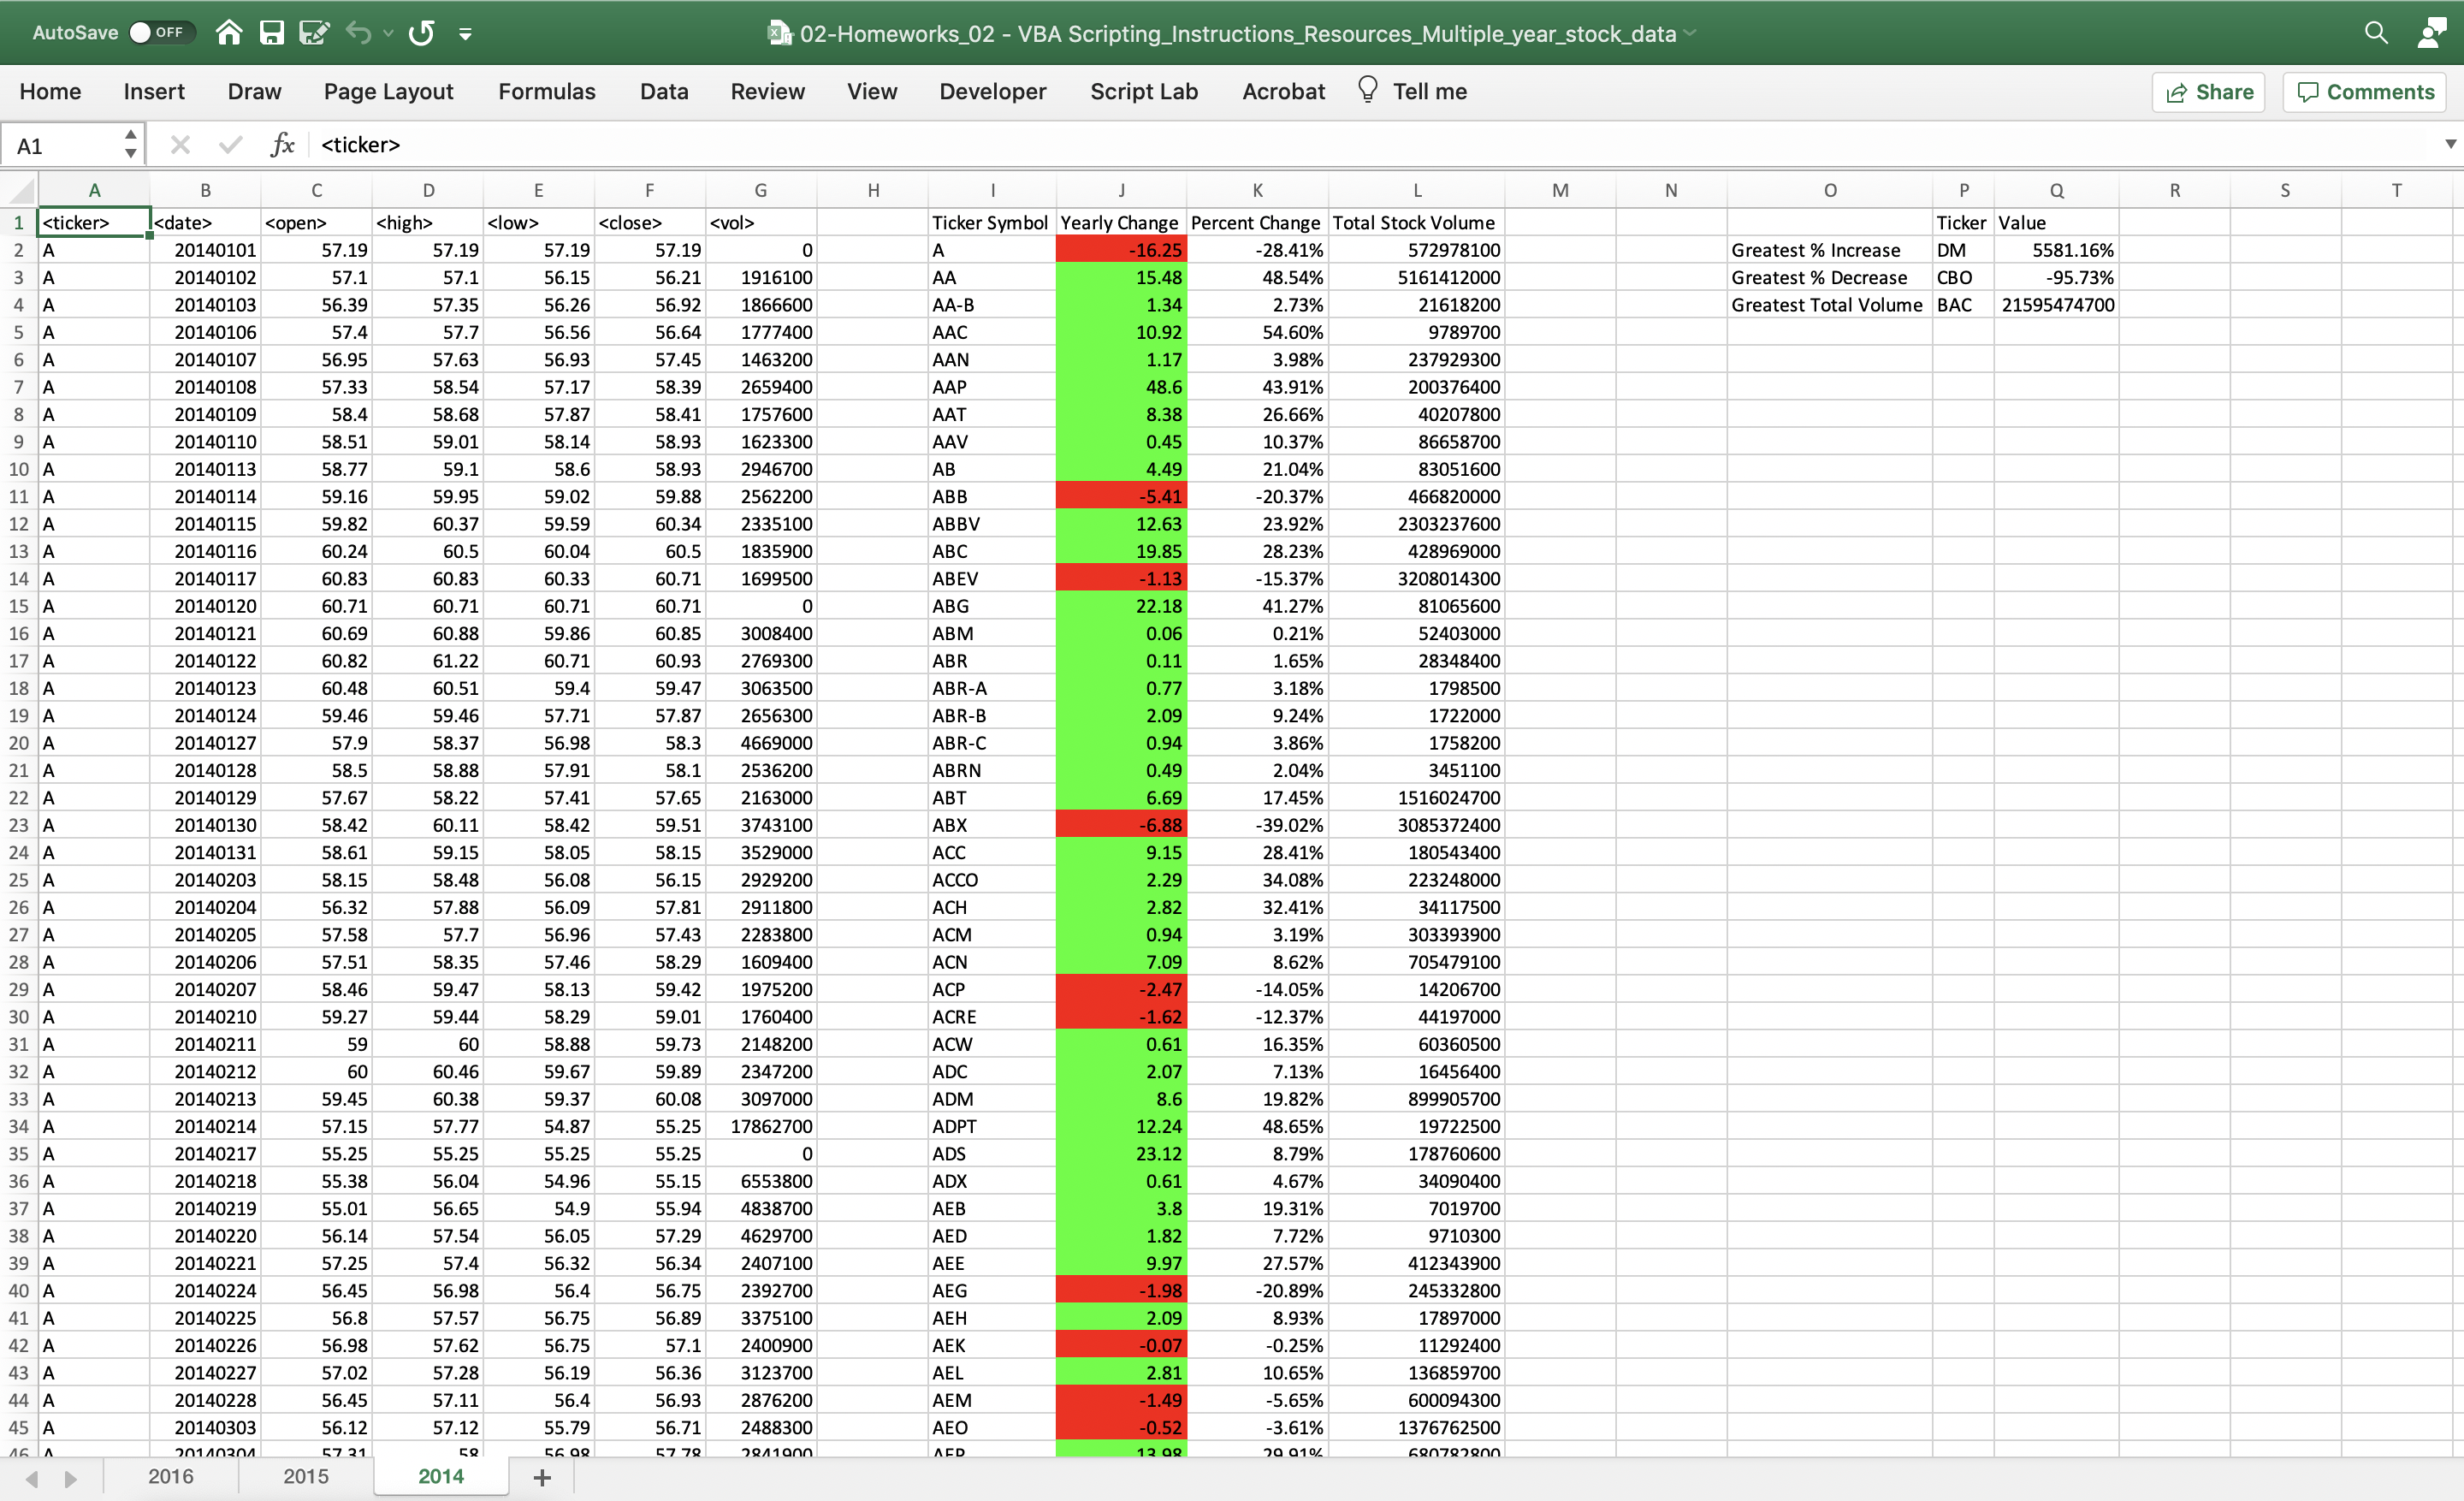 AutoSave OFF 02-Homeworks_02 - VBA Scripting_Instructions_Resources_Multiple_year_stock_data
Home Insert Draw Page Layout Formulas Data Review View Developer Script Lab Acrobat Tell me Share Comments
A1 fx <ticker>
A B C D E F G H I J K L M N O P Q R S T
1 <ticker> <date> <open> <high> <low> <close> <vol> Ticker Symbol Yearly Change Percent Change Total Stock Volume Ticker Value
2 A 20140101 57.19 57.19 57.19 57.19 0 A -16.25 -28.41% 572978100 Greatest % Increase DM 5581.16%
3 A 20140102 57.1 57.1 56.15 56.21 1916100 AA 15.48 48.54% 5161412000 Greatest % Decrease CBO -95.73%
4 A 20140103 56.39 57.35 56.26 56.92 1866600 AA-B 1.34 2.73% 21618200 Greatest Total Volume BAC 21595474700
5 A 20140106 57.4 57.7 56.56 56.64 1777400 AAC 10.92 54.60% 9789700
6 A 20140107 56.95 57.63 56.93 57.45 1463200 AAN 1.17 3.98% 237929300
7 A 20140108 57.33 58.54 57.17 58.39 2659400 AAP 48.6 43.91% 200376400
8 A 20140109 58.4 58.68 57.87 58.41 1757600 AAT 8.38 26.66% 40207800
9 A 20140110 58.51 59.01 58.14 58.93 1623300 AAV 0.45 10.37% 86658700
10 A 20140113 58.77 59.1 58.6 58.93 2946700 AB 4.49 21.04% 83051600
11 A 20140114 59.16 59.95 59.02 59.88 2562200 ABB -5.41 -20.37% 466820000
12 A 20140115 59.82 60.37 59.59 60.34 2335100 ABBV 12.63 23.92% 2303237600
13 A 20140116 60.24 60.5 60.04 60.5 1835900 ABC 19.85 28.23% 428969000
14 A 20140117 60.83 60.83 60.33 60.71 1699500 ABEV -1.13 -15.37% 3208014300
15 A 20140120 60.71 60.71 60.71 60.71 0 ABG 22.18 41.27% 81065600
16 A 20140121 60.69 60.88 59.86 60.85 3008400 ABM 0.06 0.21% 52403000
17 A 20140122 60.82 61.22 60.71 60.93 2769300 ABR 0.11 1.65% 28348400
18 A 20140123 60.48 60.51 59.4 59.47 3063500 ABR-A 0.77 3.18% 1798500
19 A 20140124 59.46 59.46 57.71 57.87 2656300 ABR-B 2.09 9.24% 1722000
20 A 20140127 57.9 58.37 56.98 58.3 4669000 ABR-C 0.94 3.86% 1758200
21 A 20140128 58.5 58.88 57.91 58.1 2536200 ABRN 0.49 2.04% 3451100
22 A 20140129 57.67 58.22 57.41 57.65 2163000 ABT 6.69 17.45% 1516024700
23 A 20140130 58.42 60.11 58.42 59.51 3743100 ABX -6.88 -39.02% 3085372400
24 A 20140131 58.61 59.15 58.05 58.15 3529000 ACC 9.15 28.41% 180543400
25 A 20140203 58.15 58.48 56.08 56.15 2929200 ACCO 2.29 34.08% 223248000
26 A 20140204 56.32 57.88 56.09 57.81 2911800 ACH 2.82 32.41% 34117500
27 A 20140205 57.58 57.7 56.96 57.43 2283800 ACM 0.94 3.19% 303393900
28 A 20140206 57.51 58.35 57.46 58.29 1609400 ACN 7.09 8.62% 705479100
29 A 20140207 58.46 59.47 58.13 59.42 1975200 ACP -2.47 -14.05% 14206700
30 A 20140210 59.27 59.44 58.29 59.01 1760400 ACRE -1.62 -12.37% 44197000
31 A 20140211 59 60 58.88 59.73 2148200 ACW 0.61 16.35% 60360500
32 A 20140212 60 60.46 59.67 59.89 2347200 ADC 2.07 7.13% 16456400
33 A 20140213 59.45 60.38 59.37 60.08 3097000 ADM 8.6 19.82% 899905700
34 A 20140214 57.15 57.77 54.87 55.25 17862700 ADPT 12.24 48.65% 19722500
35 A 20140217 55.25 55.25 55.25 55.25 0 ADS 23.12 8.79% 178760600
36 A 20140218 55.38 56.04 54.96 55.15 6553800 ADX 0.61 4.67% 34090400
37 A 20140219 55.01 56.65 54.9 55.94 4838700 AEB 3.8 19.31% 7019700
38 A 20140220 56.14 57.54 56.05 57.29 4629700 AED 1.82 7.72% 9710300
39 A 20140221 57.25 57.4 56.32 56.34 2407100 AEE 9.97 27.57% 412343900
40 A 20140224 56.45 56.98 56.4 56.75 2392700 AEG -1.98 -20.89% 245332800
41 A 20140225 56.8 57.57 56.75 56.89 3375100 AEH 2.09 8.93% 17897000
42 A 20140226 56.98 57.62 56.75 57.1 2400900 AEK -0.07 -0.25% 11292400
43 A 20140227 57.02 57.28 56.19 56.36 3123700 AEL 2.81 10.65% 136859700
44 A 20140228 56.45 57.11 56.4 56.93 2876200 AEM -1.49 -5.65% 600094300
45 A 20140303 56.12 57.12 55.79 56.71 2488300 AEO -0.52 -3.61% 1376762500
46 A 20140304 57.31 58 56.98 57.78 2841900 AEP 13.98 29.91% 680782800
2016 2015 2014 +